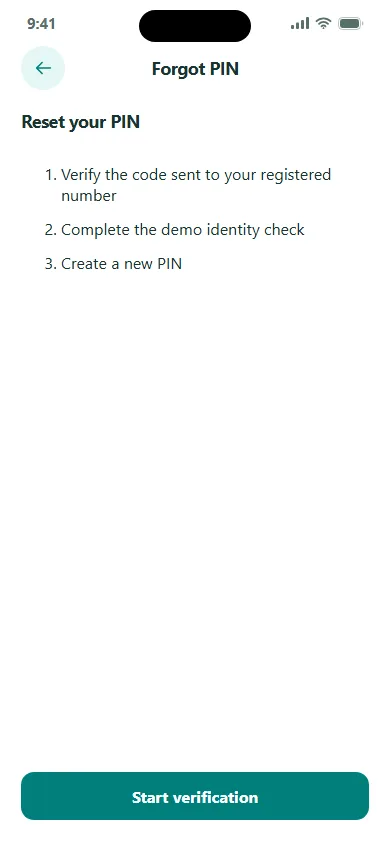 9:41
Forgot PIN
Reset your PIN
1. Verify the code sent to your registered
number
2. Complete the demo identity check
3. Create a new PIN
Start verification